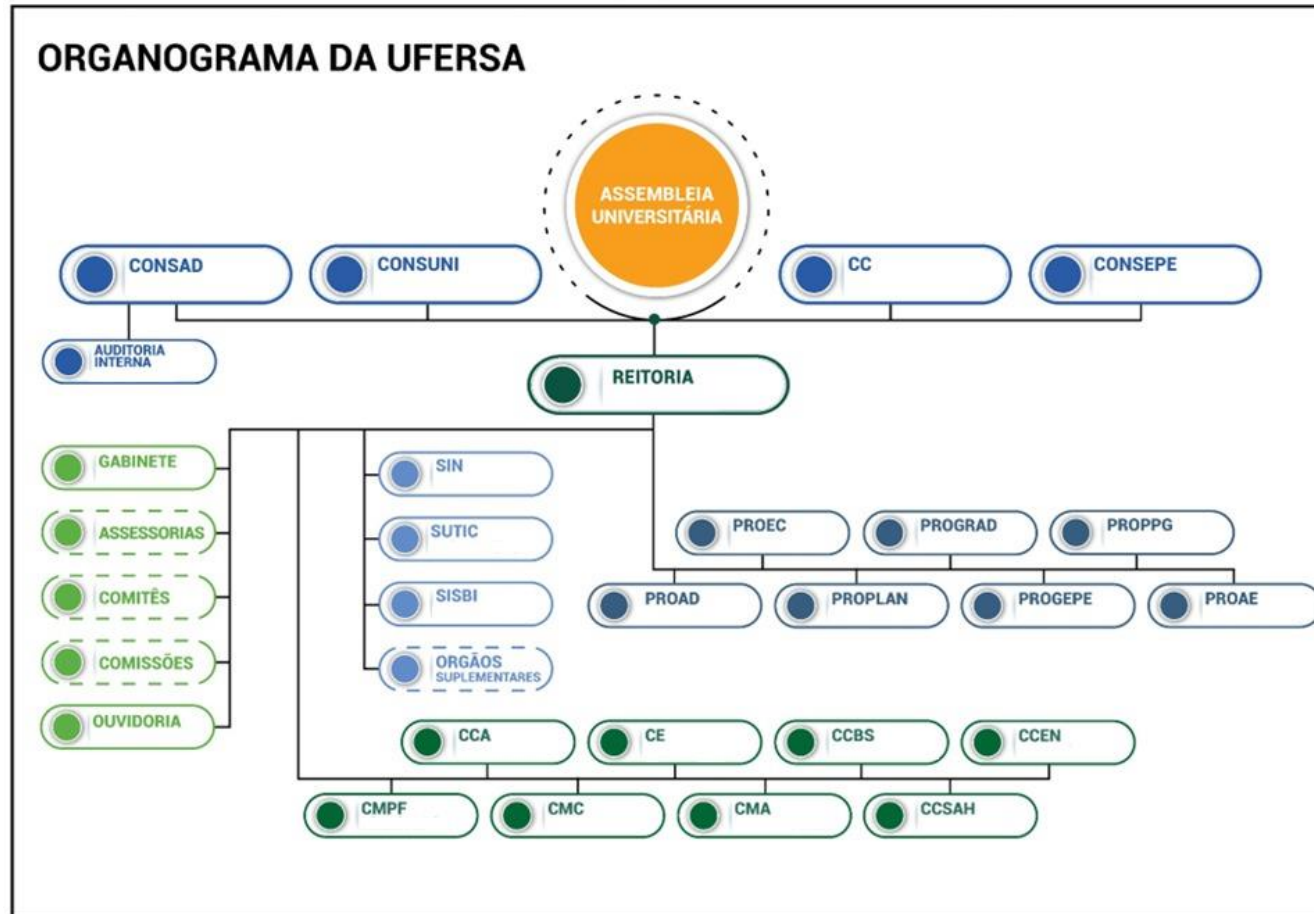 ORGANOGRAMA DA UFERSA
ASSEMBLEIA
UNIVERSITÁRIA
CONSAD
CONSUNI
CC
CONSEPE
AUDITORIA
INTERNA
REITORIA
GABINETE
ASSESSORIAS
COMITÊS
COMISSÕES
OUVIDORIA
SIN
SUTIC
SISBI
ORGÃOS
SUPLEMENTARES
PROEC
PROGRAD
PROPPG
PROAD
PROPLAN
PROGEPE
PROAE
CCA
CE
CCBS
CCEN
CMPF
CMC
CMA
CCSAH